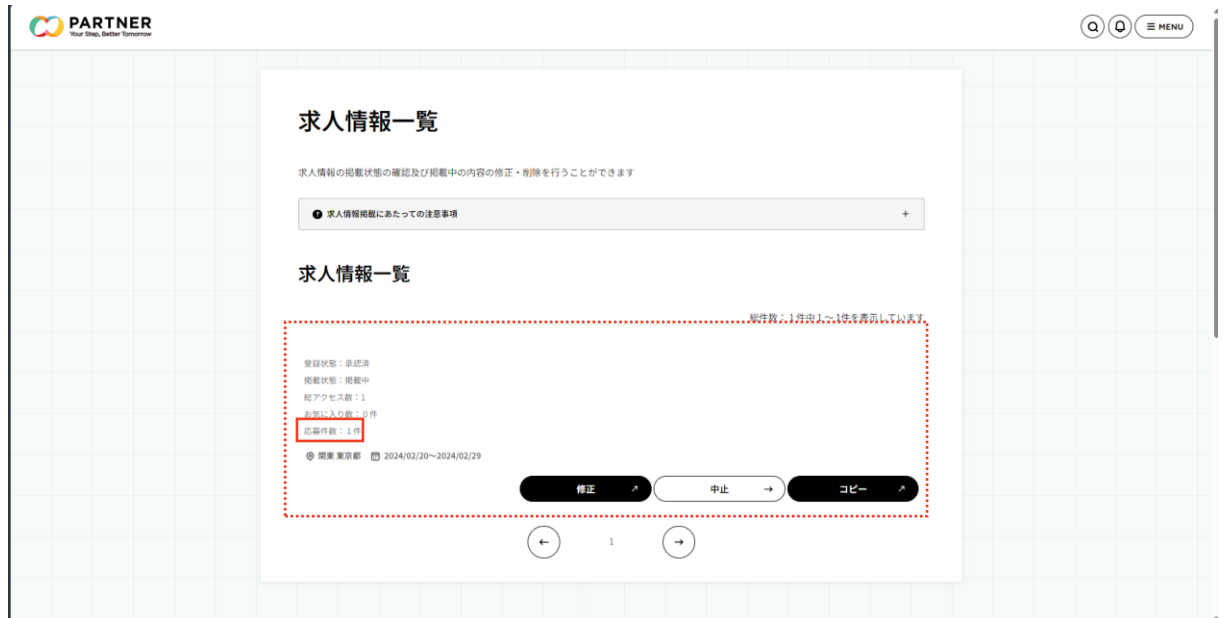 PARTNER
Your Step, Better Tomorrow
MENU
求人情報一覧
求人情報の掲載状態の確認及び掲載中の内容の修正・削除を行うことができます
求人情報掲載にあたっての注意事項
求人情報一覧
総件数：1件中1～1件を表示しています
登録状態：承認済
掲載状態：掲載中
総アクセス数：1
お気に入り数：0件
応募件数：1件
関東 東京都 2024/02/20～2024/02/29
修正 中止 コピー
1